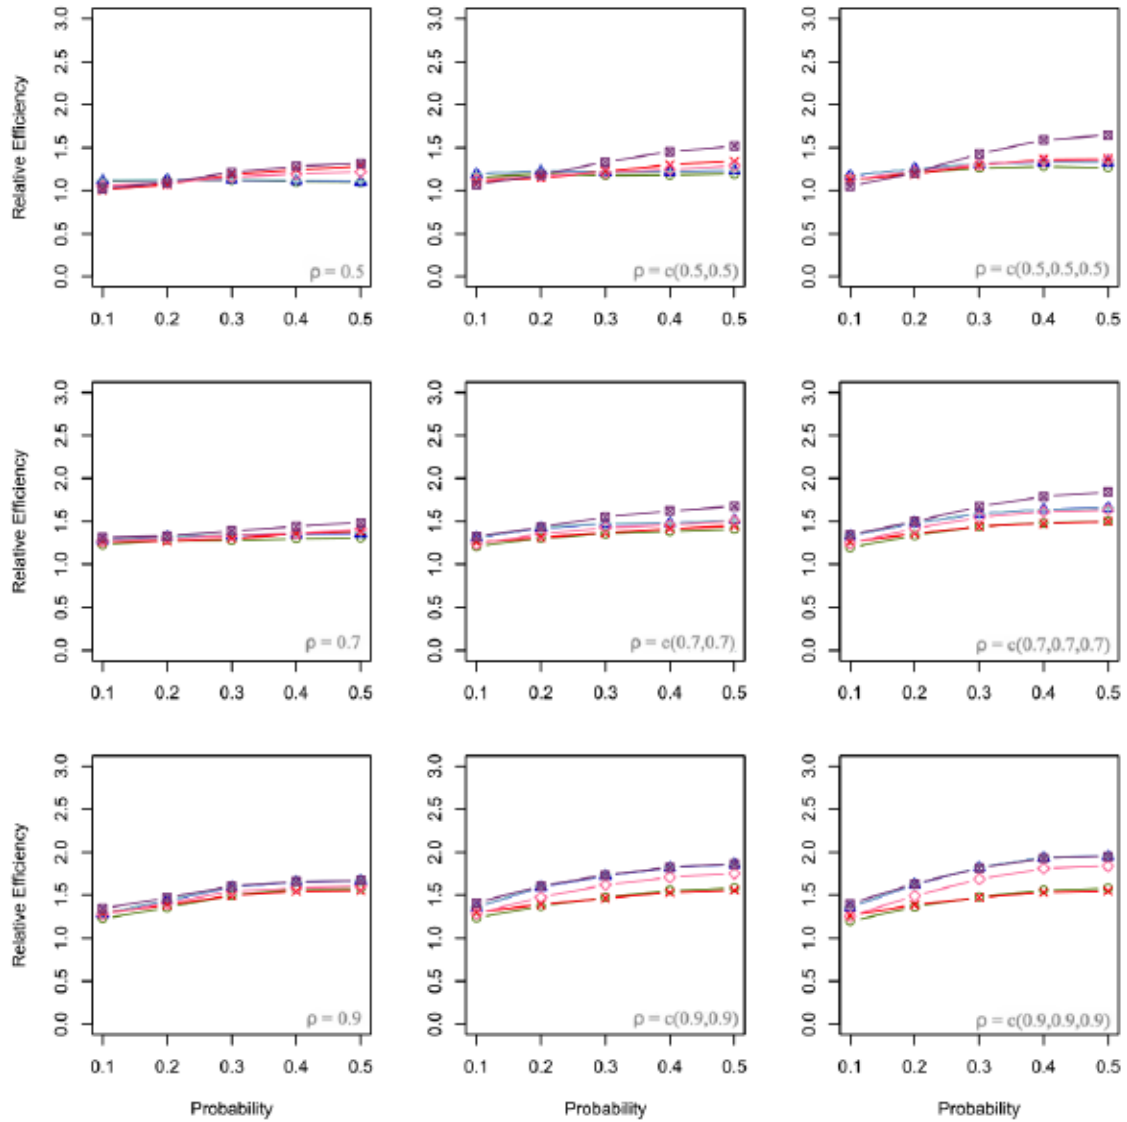 Relative Efficiency
0.0 0.5 1.0 1.5 2.0 2.5 3.0
ρ = 0.5
0.1 0.2 0.3 0.4 0.5
0.0 0.5 1.0 1.5 2.0 2.5 3.0
ρ = c(0.5,0.5)
0.1 0.2 0.3 0.4 0.5
0.0 0.5 1.0 1.5 2.0 2.5 3.0
ρ = c(0.5,0.5,0.5)
0.1 0.2 0.3 0.4 0.5
Relative Efficiency
0.0 0.5 1.0 1.5 2.0 2.5 3.0
ρ = 0.7
0.1 0.2 0.3 0.4 0.5
0.0 0.5 1.0 1.5 2.0 2.5 3.0
ρ = c(0.7,0.7)
0.1 0.2 0.3 0.4 0.5
0.0 0.5 1.0 1.5 2.0 2.5 3.0
ρ = c(0.7,0.7,0.7)
0.1 0.2 0.3 0.4 0.5
Relative Efficiency
0.0 0.5 1.0 1.5 2.0 2.5 3.0
ρ = 0.9
0.1 0.2 0.3 0.4 0.5
Probability
0.0 0.5 1.0 1.5 2.0 2.5 3.0
ρ = c(0.9,0.9)
0.1 0.2 0.3 0.4 0.5
Probability
0.0 0.5 1.0 1.5 2.0 2.5 3.0
ρ = c(0.9,0.9,0.9)
0.1 0.2 0.3 0.4 0.5
Probability